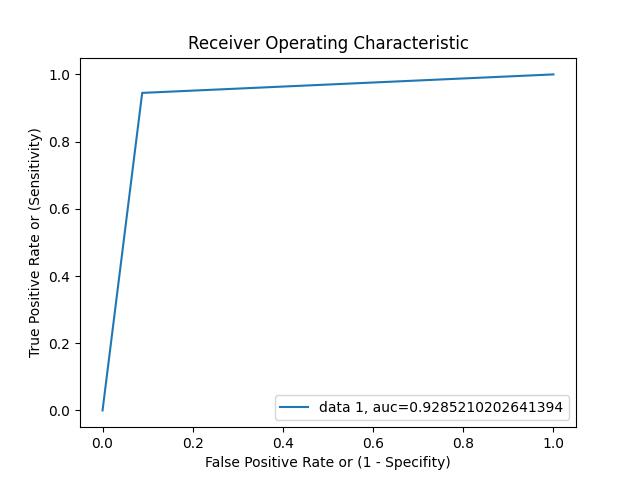 Receiver Operating Characteristic
True Positive Rate or (Sensitivity)
1.0
0.8
0.6
0.4
0.2
0.0
data 1, auc=0.9285210202641394
0.0 0.2 0.4 0.6 0.8 1.0
False Positive Rate or (1 - Specifity)